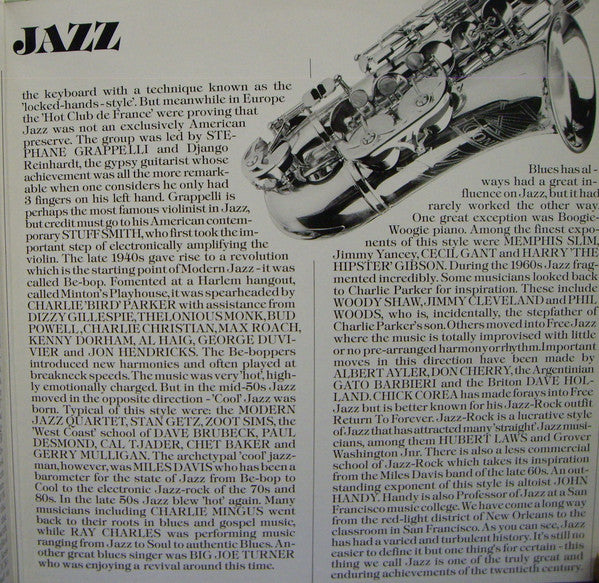 JAZZ
the keyboard with a technique known as the
'locked-hands-style'. But meanwhile in Europe
the 'Hot Club de France' were proving that
Jazz was not an exclusively American
preserve. The group was led by STE-
PHANE GRAPPELLI and Django
Reinhardt, the gypsy guitarist whose
achievement was all the more remark-
able when one considers he only had
3 fingers on his left hand. Grappelli is
perhaps the most famous violinist in Jazz,
but credit must go to his American contem-
porary STUFF SMITH, who first took the im-
portant step of electronically amplifying the
violin. The late 1940s gave rise to a revolution
which is the starting point of Modern Jazz-it was
called Be-bop. Fomented at a Harlem hangout,
called Minton's Playhouse, it was spearheaded by
CHARLIE 'BIRD' PARKER with assistance from
DIZZY GILLESPIE, THELONIOUS MONK, BUD
POWELL, CHARLIE CHRISTIAN, MAX ROACH,
KENNY DORHAM, AL HAIG, GEORGE DUVI-
VIER and JON HENDRICKS. The Be-boppers
introduced new harmonies and often played at
breakneck speeds. The music was very 'hot', high-
ly emotionally charged. But in the mid-50s Jazz
moved in the opposite direction - 'Cool' Jazz was
born. Typical of this style were: the MODERN
JAZZ QUARTET, STAN GETZ, ZOOT SIMS, the
'West Coast' school of DAVE BRUBECK, PAUL
DESMOND, CAL TJADER, CHET BAKER and
GERRY MULLIGAN. The archetypal 'cool' jazz-
man, however, was MILES DAVIS who has been a
barometer for the state of Jazz from Be-bop to
Cool to the electronic Jazz-rock of the 70s and
80s. In the late 50s Jazz blew 'hot' again. Many
musicians including CHARLIE MINGUS went
back to their roots in blues and gospel music,
while RAY CHARLES was performing music
ranging from Jazz to Soul to authentic Blues. An-
other great blues singer was BIG JOE TURNER
who was enjoying a revival around this time.
Blues has al-
ways had a great in-
fluence on Jazz, but it had
rarely worked the other way.
One great exception was Boogie-
Woogie piano. Among the finest expo-
nents of this style were MEMPHIS SLIM,
Jimmy Yancey, CECIL GANT and HARRY 'THE
HIPSTER' GIBSON. During the 1960s Jazz frag-
mented incredibly. Some musicians looked back
to Charlie Parker for inspiration. These include
WOODY SHAW, JIMMY CLEVELAND and PHIL
WOODS, who is, incidentally, the stepfather of
Charlie Parker's son. Others moved into Free Jazz
where the music is totally improvised with little
or no pre-arranged harmony or rhythm. Important
moves in this direction have been made by
ALBERT AYLER, DON CHERRY, the Argentinian
GATO BARBIERI and the Briton DAVE HOL-
LAND. CHICK COREA has made forays into Free
Jazz but is better known for his Jazz-Rock outfit
Return To Forever. Jazz-Rock is a lucrative style
of Jazz that has attracted many 'straight' Jazz musi-
cians, among them HUBERT LAWS and Grover
Washington Jnr. There is also a less commercial
school of Jazz-Rock which takes its inspiration
from the Miles Davis band of the late 60s. An out-
standing exponent of this style is altoist JOHN
HANDY. Handy is also Professor of Jazz at a San
Francisco music college. We have come a long way
from the red-light district of New Orleans to the
classroom in San Francisco. As you can see, Jazz
has had a varied and turbulent history. It's still no
easier to define it but one thing's for certain - this
thing we call Jazz is one of the truly great and
enduring achievements of the twentieth century.